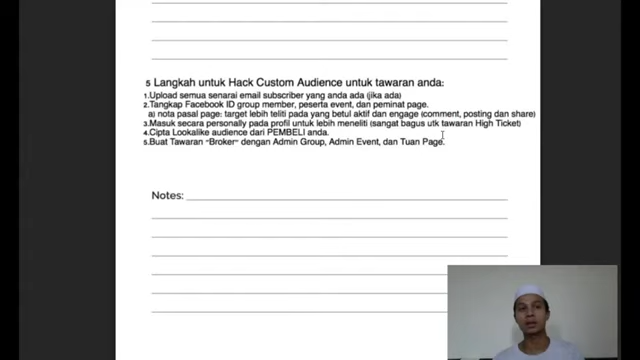 5 Langkah untuk Hack Custom Audience untuk tawaran anda:
1.Upload semua senarai email subscriber yang anda ada (jika ada)
2.Tangkap Facebook ID group member, peserta event, dan peminat page.
a) nota pasal page: target lebih teliti pada yang betul aktif dan engage (comment, posting dan share)
3.Masuk secara personally pada profil untuk lebih meneliti (sangat bagus utk tawaran High Ticket)
4.Cipta Lookalike audience dari PEMBELI anda.
5.Buat Tawaran "Broker" dengan Admin Group, Admin Event, dan Tuan Page.
Notes: